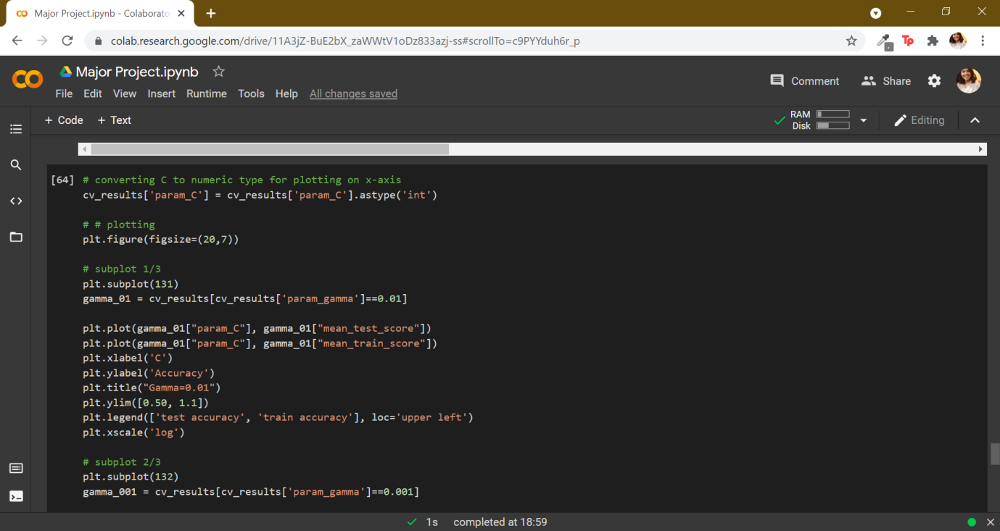 Major Project.ipynb - Colaborato
colab.research.google.com/drive/11A3jZ-BuE2bX_zaWWtV1oDz833azj-ss#scrollTo=c9PYYduh6r_p
Tp
Major Project.ipynb
Comment
Share
File Edit View Insert Runtime Tools Help All changes saved
+ Code + Text
RAM
Disk
Editing
[64] # converting C to numeric type for plotting on x-axis
cv_results['param_C'] = cv_results['param_C'].astype('int')
# # plotting
plt.figure(figsize=(20,7))
# subplot 1/3
plt.subplot(131)
gamma_01 = cv_results[cv_results['param_gamma']==0.01]
plt.plot(gamma_01["param_C"], gamma_01["mean_test_score"])
plt.plot(gamma_01["param_C"], gamma_01["mean_train_score"])
plt.xlabel('C')
plt.ylabel('Accuracy')
plt.title("Gamma=0.01")
plt.ylim([0.50, 1.1])
plt.legend(['test accuracy', 'train accuracy'], loc='upper left')
plt.xscale('log')
# subplot 2/3
plt.subplot(132)
gamma_001 = cv_results[cv_results['param_gamma']==0.001]
1s completed at 18:59